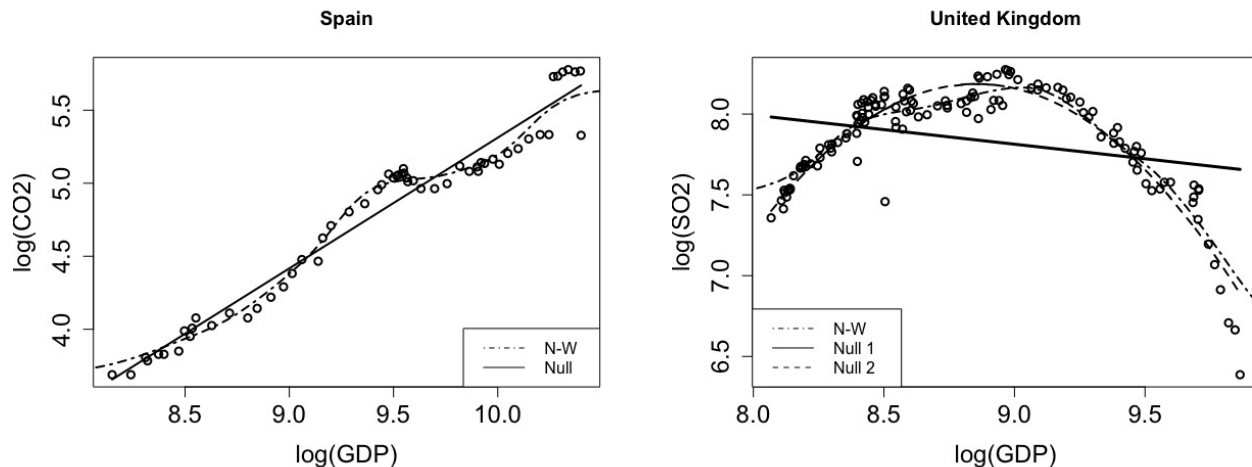 Spain
log(CO2)
5.5
5.0
4.5
4.0
8.5 9.0 9.5 10.0
log(GDP)
N-W
Null
United Kingdom
log(SO2)
8.0
7.5
7.0
6.5
8.0 8.5 9.0 9.5
log(GDP)
N-W
Null 1
Null 2